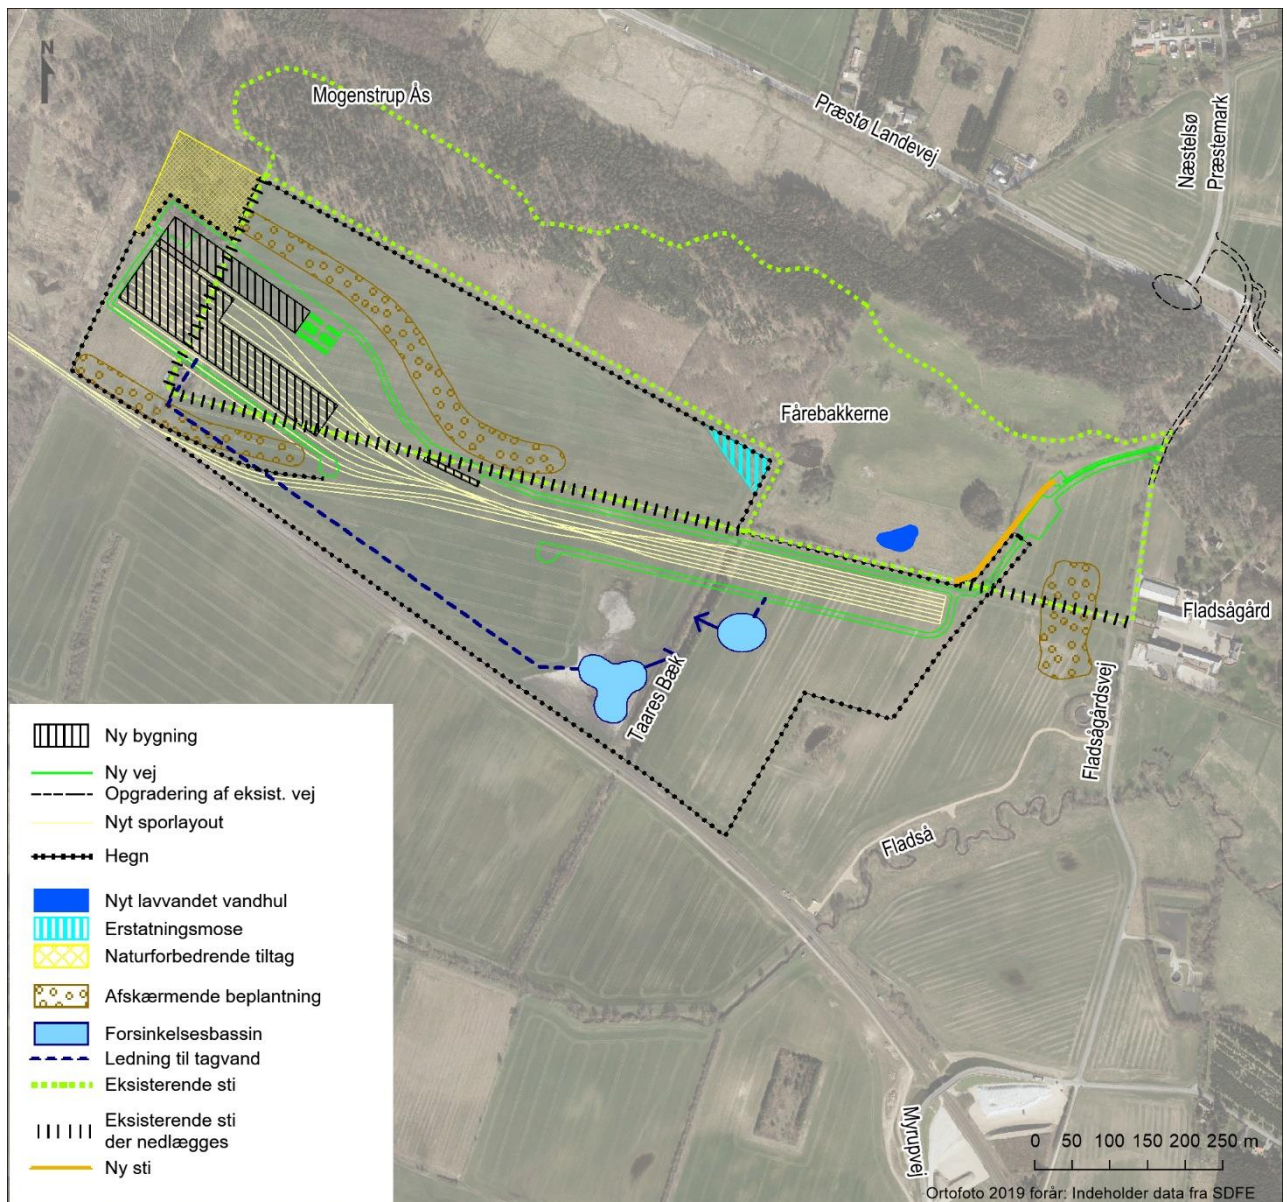 N
Mogenstrup Ås
Præstø Landevej
Næstelsø
Præstemark
Fårebakkerne
Fladsågård
Taares Bæk
Fladsågårdsvej
Fladså
Myrupvej
Ny bygning
Ny vej
Opgradering af eksist. vej
Nyt sporlayout
Hegn
Nyt lavvandet vandhul
Erstatningsmose
Naturforbedrende tiltag
Afskærmende beplantning
Forsinkelsesbassin
Ledning til tagvand
Eksisterende sti
Eksisterende sti
der nedlægges
Ny sti
0 50 100 150 200 250 m
Ortofoto 2019 forår: Indeholder data fra SDFE